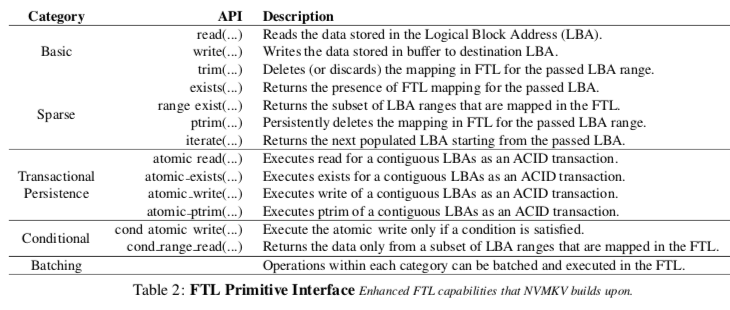 Category API Description
read(...) Reads the data stored in the Logical Block Address (LBA).
Basic write(...) Writes the data stored in buffer to destination LBA.
trim(...) Deletes (or discards) the mapping in FTL for the passed LBA range.
exists(...) Returns the presence of FTL mapping for the passed LBA.
Sparse range exist(...) Returns the subset of LBA ranges that are mapped in the FTL.
ptrim(...) Persistently deletes the mapping in FTL for the passed LBA range.
iterate(...) Returns the next populated LBA starting from the passed LBA.
atomic read(...) Executes read for a contiguous LBAs as an ACID transaction.
Transactional atomic_exists(...) Executes exists for a contiguous LBAs as an ACID transaction.
Persistence atomic_write(...) Executes write of a contiguous LBAs as an ACID transaction.
atomic_ptrim(...) Executes ptrim of a contiguous LBAs as an ACID transaction.
Conditional cond atomic write(...) Execute the atomic write only if a condition is satisfied.
cond_range_read(...) Returns the data only from a subset of LBA ranges that are mapped in the FTL.
Batching Operations within each category can be batched and executed in the FTL.
Table 2: FTL Primitive Interface Enhanced FTL capabilities that NVMKV builds upon.